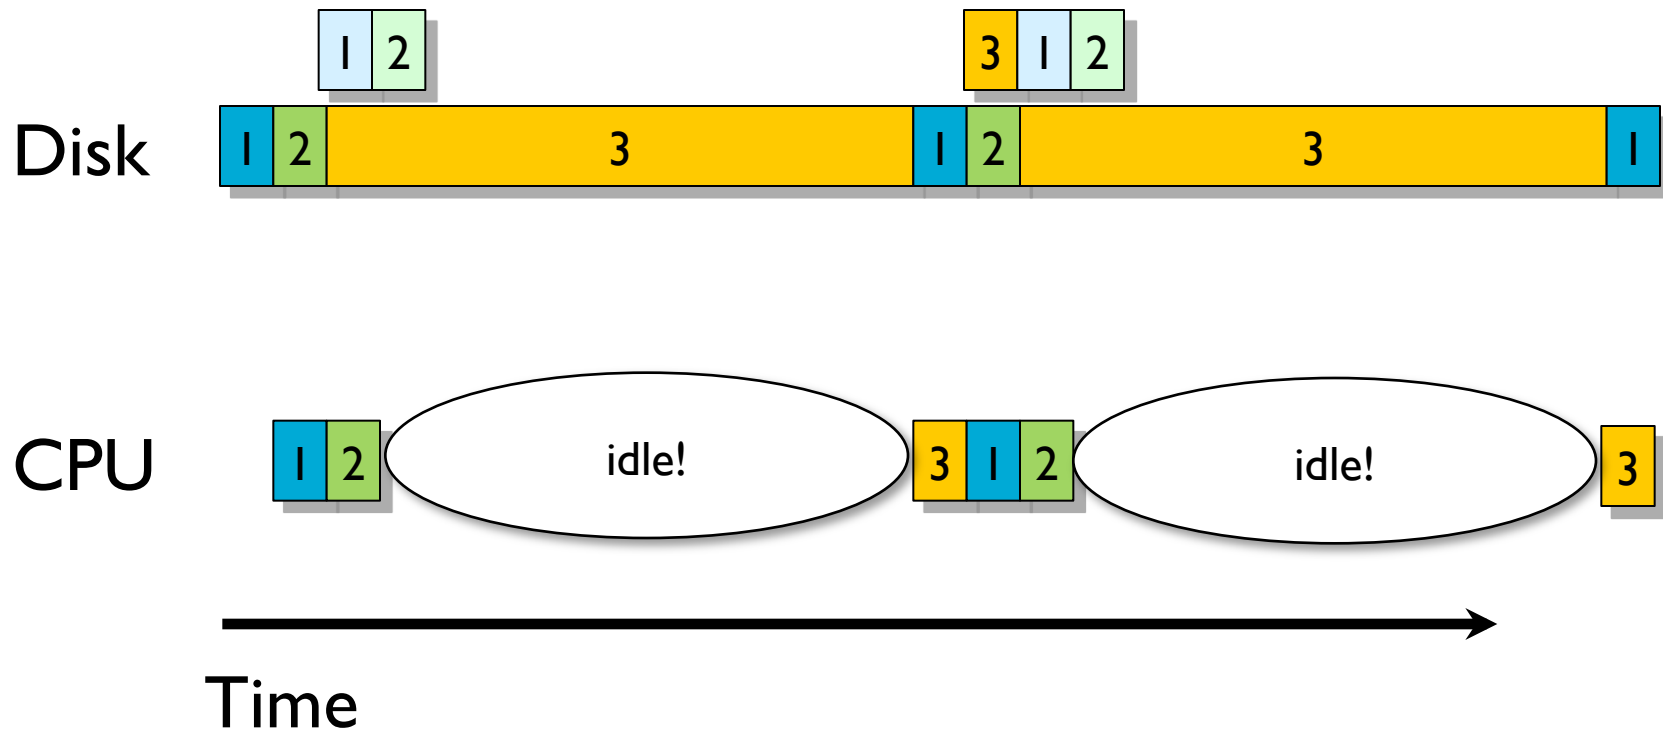 1 2 3 1 2
Disk 1 2 3 1 2 3 1
CPU 1 2 idle! 3 1 2 idle! 3
Time